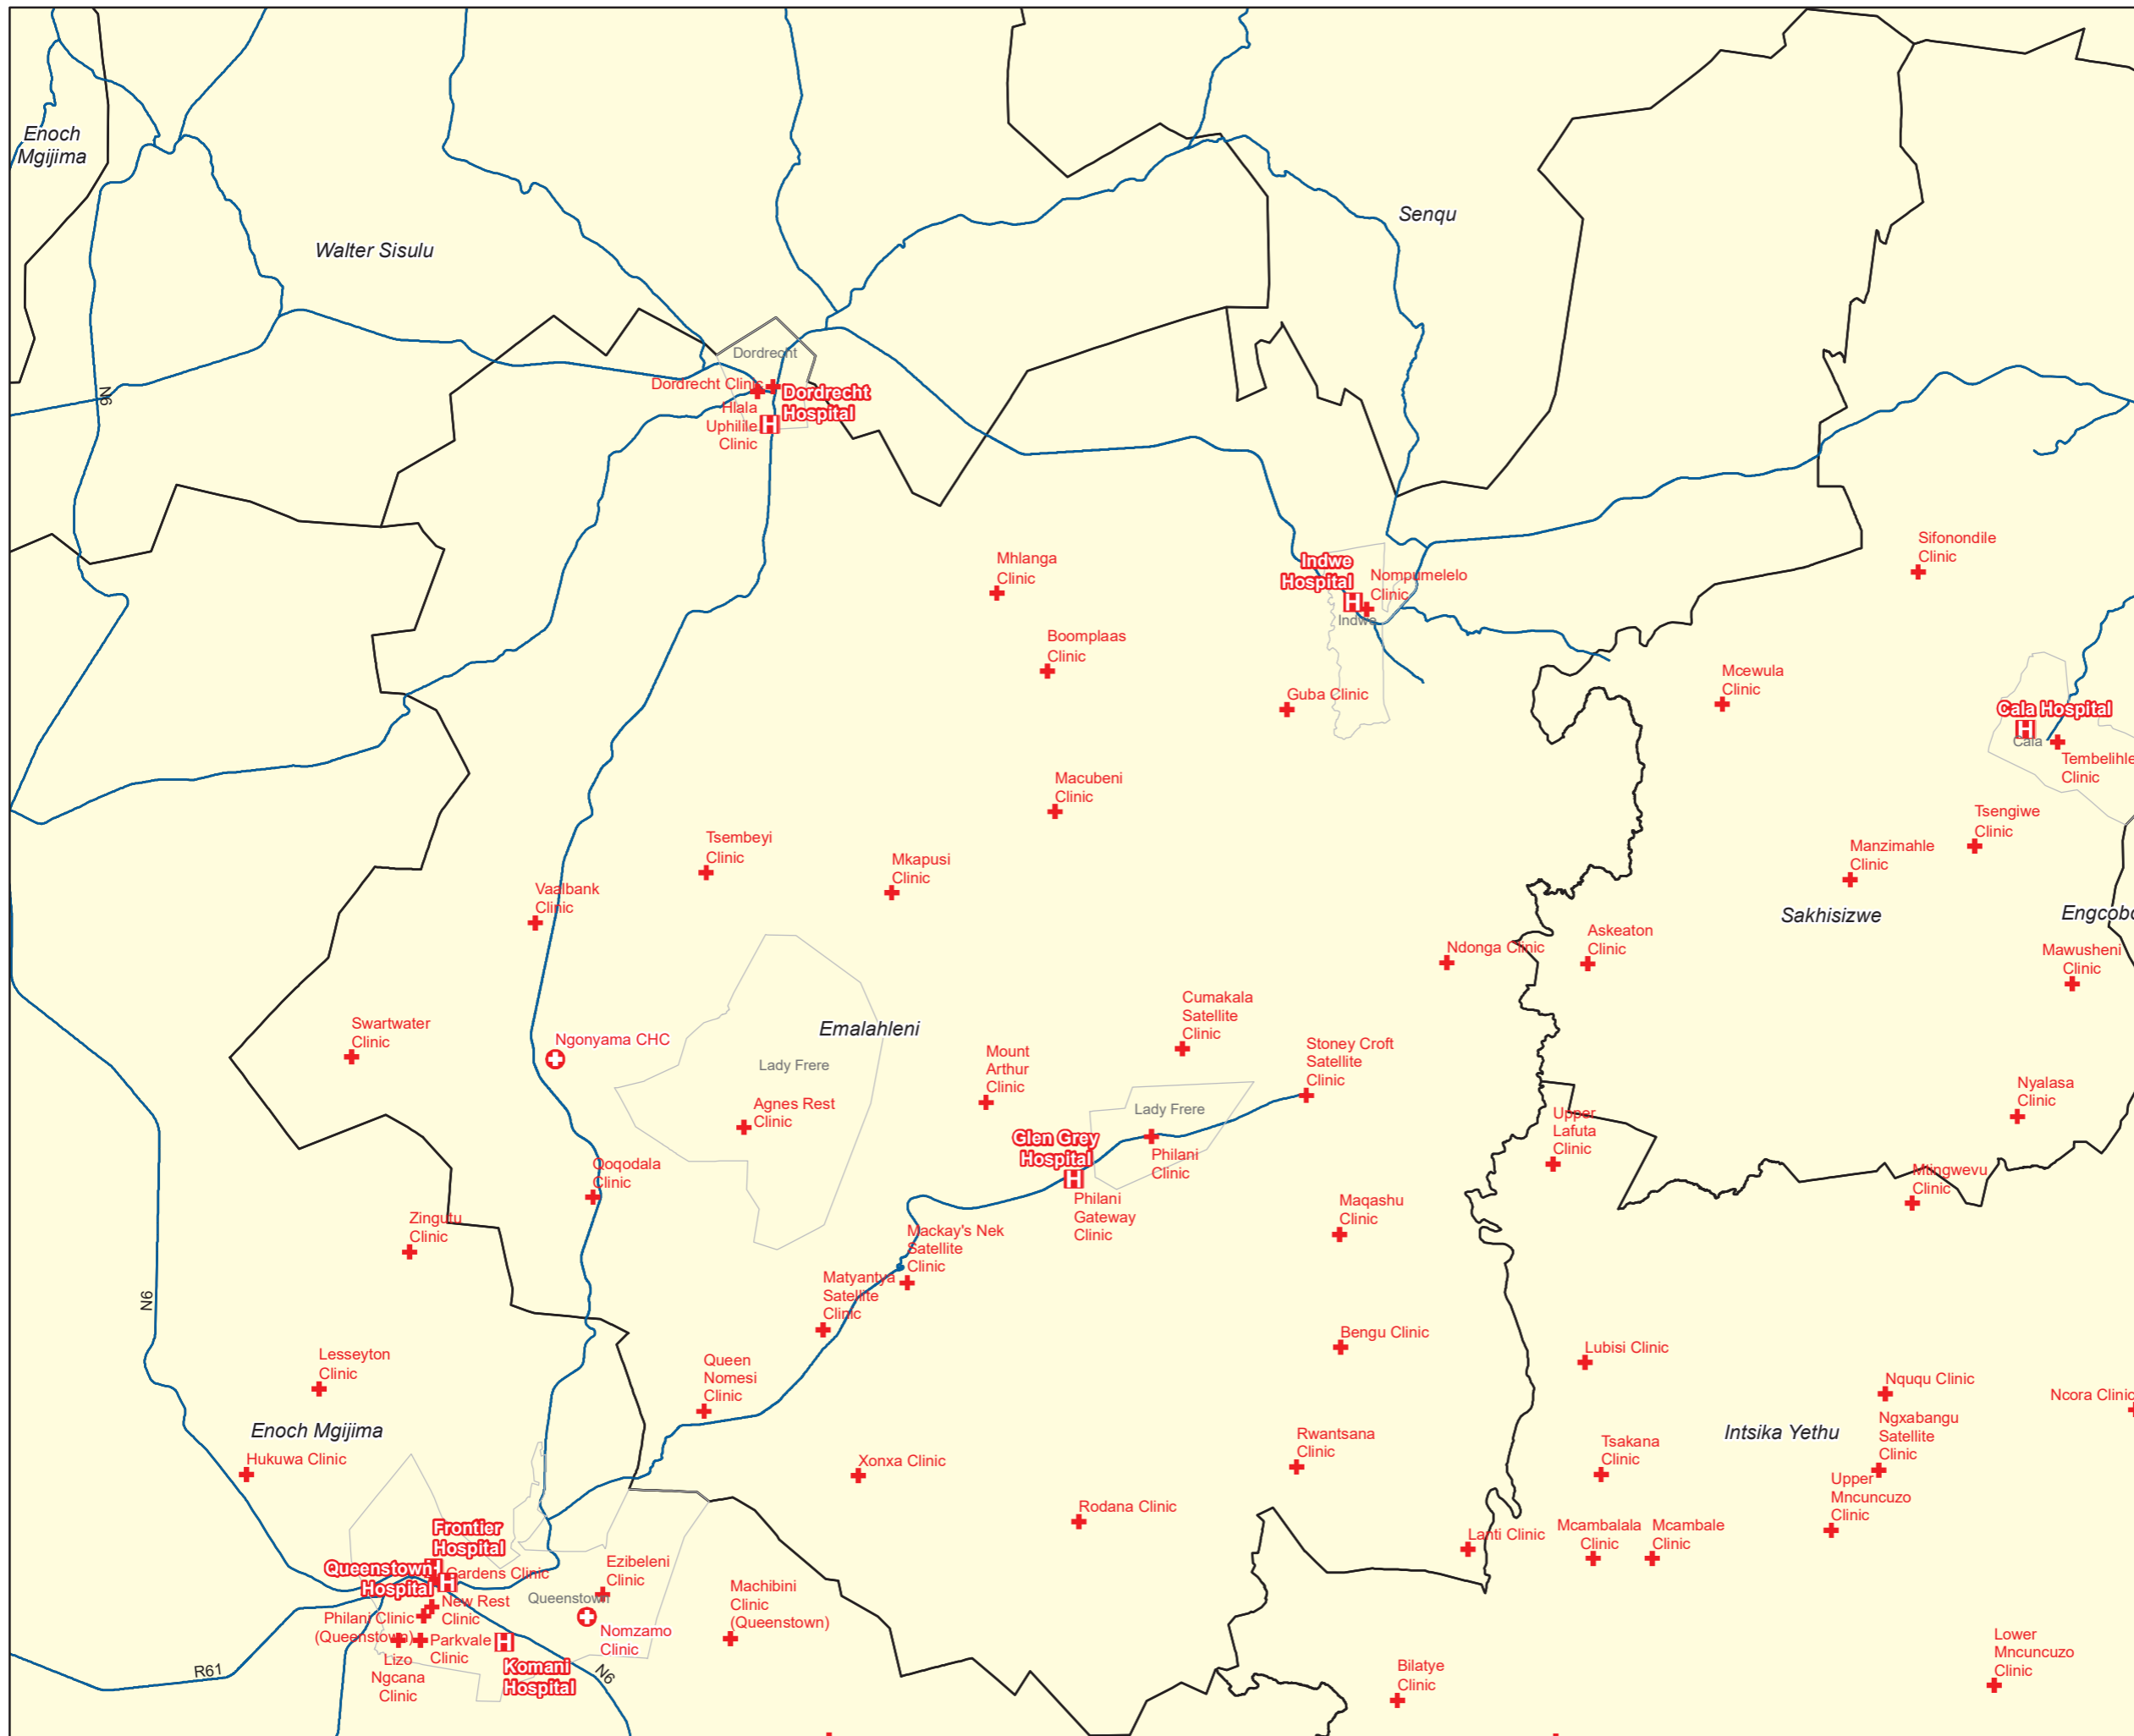 Enoch
Mgijima
Walter Sisulu
Senqu
N6
Dordrecht
Dordrecht Clinic
Dordrecht
Hospital
Hlala
Uphilile
Clinic
Mhlanga
Clinic
Indwe
Hospital
Nompumelelo
Clinic
Indwe
Sifonondile
Clinic
Boomplaas
Clinic
Guba Clinic
Mcewula
Clinic
Cala Hospital
Cala
Tembelihle
Clinic
Macubeni
Clinic
Tsengiwe
Clinic
Tsembeyi
Clinic
Mkapusi
Clinic
Manzimahle
Clinic
Vaalbank
Clinic
Sakhisizwe
Engcobo
Ndonga Clinic
Askeaton
Clinic
Mawusheni
Clinic
Swartwater
Clinic
Ngonyama CHC
Emalahleni
Lady Frere
Cumakala
Satellite
Clinic
Mount
Arthur
Clinic
Stoney Croft
Satellite
Clinic
Agnes Rest
Clinic
Lady Frere
Nyalasa
Clinic
Upper
Lafuta
Clinic
Glen Grey
Hospital
Philani
Clinic
Philani
Gateway
Clinic
Qoqodala
Clinic
Mtingwevu
Clinic
Maqashu
Clinic
Zingutu
Clinic
Mackay's Nek
Satellite
Clinic
Matyantya
Satellite
Clinic
N6
Bengu Clinic
Lubisi Clinic
Lesseyton
Clinic
Queen
Nomesi
Clinic
Nququ Clinic
Ncora Clinic
Enoch Mgijima
Intsika Yethu
Ngxabangu
Satellite
Clinic
Hukuwa Clinic
Xonxa Clinic
Rwantsana
Clinic
Tsakana
Clinic
Upper
Mncuncuzo
Clinic
Rodana Clinic
Lanti Clinic
Mcambalala
Clinic
Mcambale
Clinic
Frontier
Hospital
Queenstown
Hospital
Gardens Clinic
Ezibeleni
Clinic
Queenstown
New Rest
Clinic
Philani Clinic
(Queenstown)
Parkvale
Clinic
Lizo
Ngcana
Clinic
Nomzamo
Clinic
Machibini
Clinic
(Queenstown)
Komani
Hospital
N6
R61
Bilatye
Clinic
Lower
Mncuncuzo
Clinic